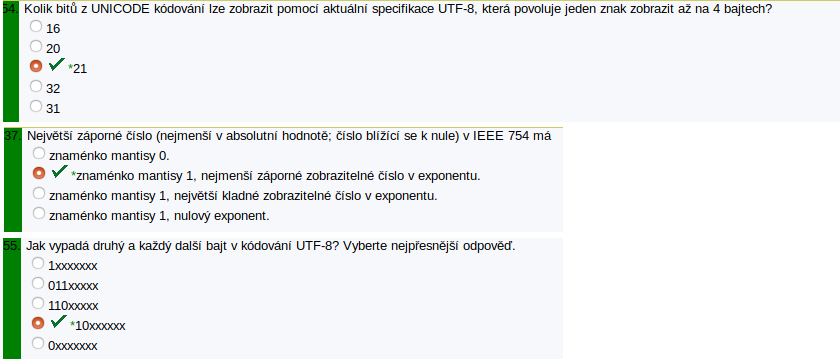 54. Kolik bitů z UNICODE kódování lze zobrazit pomocí aktuální specifikace UTF-8, která povoluje jeden znak zobrazit až na 4 bajtech?
16
20
*21
32
31
37. Největší záporné číslo (nejmenší v absolutní hodnotě; číslo blížící se k nule) v IEEE 754 má
znaménko mantisy 0.
*znaménko mantisy 1, nejmenší záporné zobrazitelné číslo v exponentu.
znaménko mantisy 1, největší kladné zobrazitelné číslo v exponentu.
znaménko mantisy 1, nulový exponent.
55. Jak vypadá druhý a každý další bajt v kódování UTF-8? Vyberte nejpřesnější odpověď.
1xxxxxxx
011xxxxx
110xxxxx
*10xxxxxx
0xxxxxxx